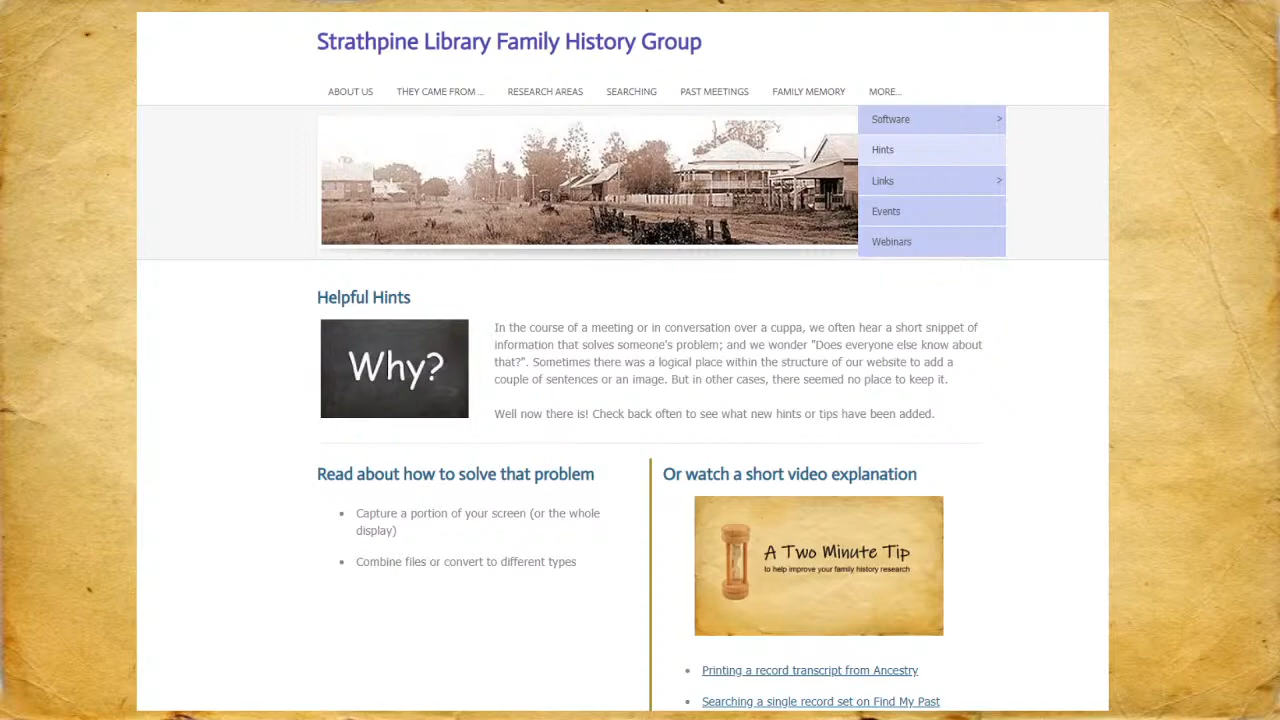 Strathpine Library Family History Group
ABOUT US THEY CAME FROM ... RESEARCH AREAS SEARCHING PAST MEETINGS FAMILY MEMORY MORE...
Software >
Hints
Links >
Events
Webinars
Helpful Hints
Why?
In the course of a meeting or in conversation over a cuppa, we often hear a short snippet of
information that solves someone's problem; and we wonder "Does everyone else know about
that?". Sometimes there was a logical place within the structure of our website to add a
couple of sentences or an image. But in other cases, there seemed no place to keep it.
Well now there is! Check back often to see what new hints or tips have been added.
Read about how to solve that problem
• Capture a portion of your screen (or the whole
display)
• Combine files or convert to different types
Or watch a short video explanation
A Two Minute Tip
to help improve your family history research
• Printing a record transcript from Ancestry
• Searching a single record set on Find My Past